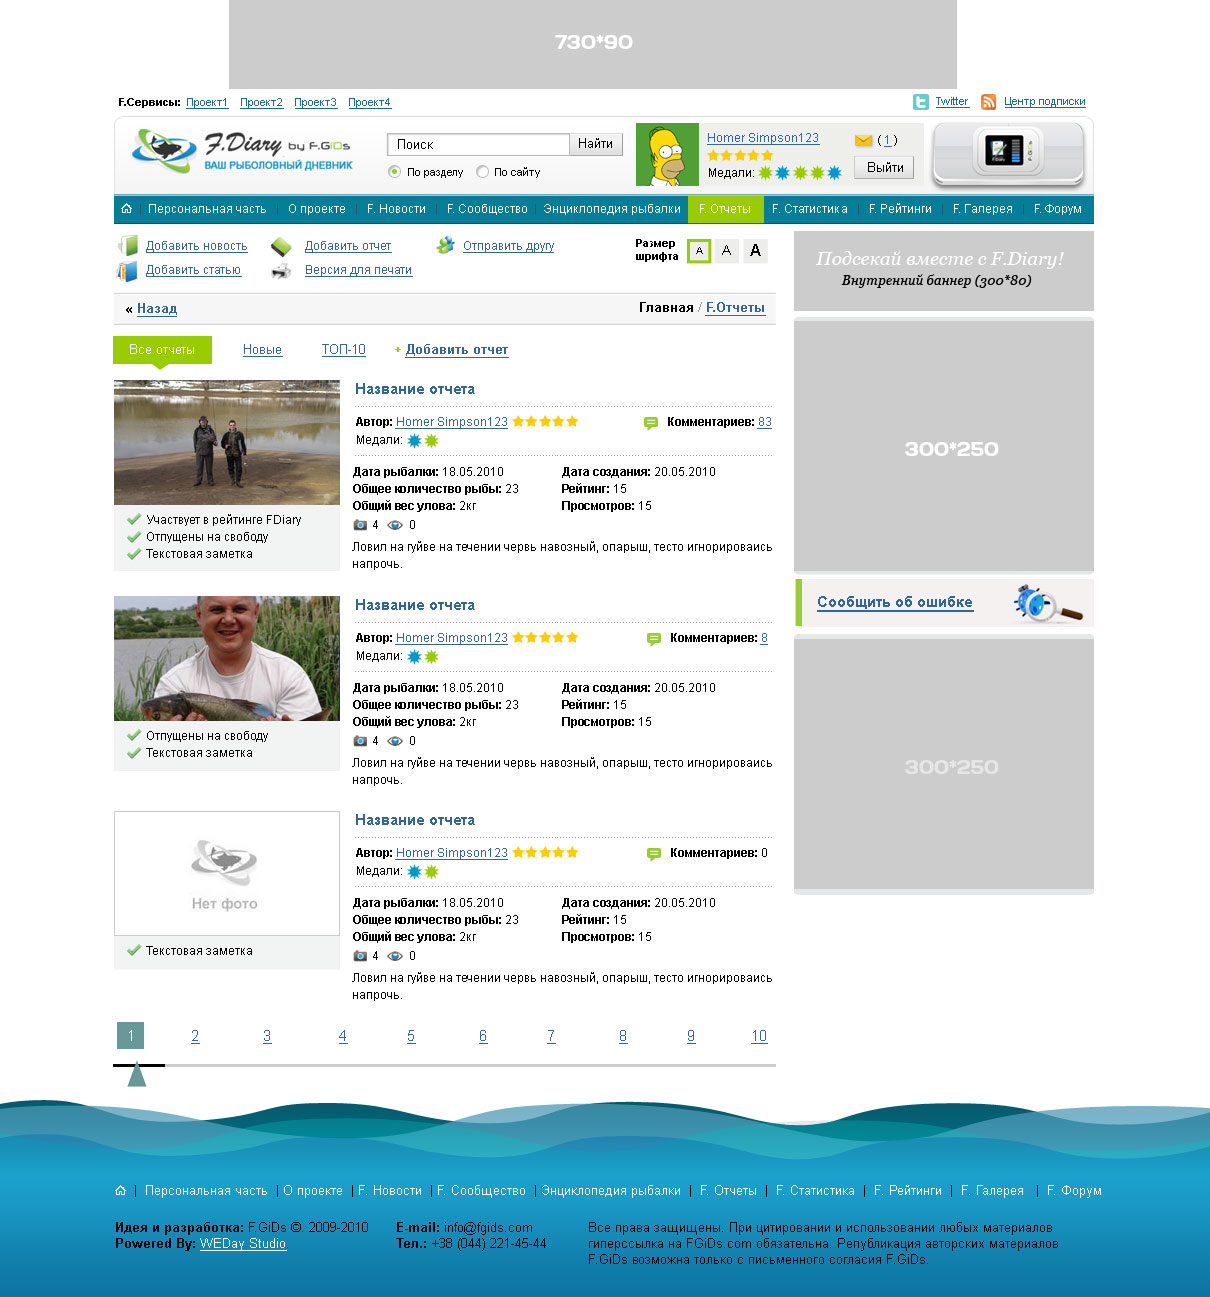 730*90
F.Сервисы: Проект1 Проект2 Проект3 Проект4
Twitter Центр подписки
F.Diary by F.GiDs
ВАШ РЫБОЛОВНЫЙ ДНЕВНИК
Поиск Найти
По разделу По сайту
Homer Simpson123 (1)
Медали: Выйти
Персональная часть О проекте F. Новости F. Сообщество Энциклопедия рыбалки F. Отчеты F. Статистика F. Рейтинги F. Галерея F. Форум
Добавить новость Добавить отчет Отправить другу
Добавить статью Версия для печати
Размер
шрифта A A A
Подсекай вместе с F.Diary!
Внутренний баннер (300*80)
« Назад Главная / F.Отчеты
Все отчеты Новые ТОП-10 + Добавить отчет
Название отчета
Автор: Homer Simpson123 Комментариев: 83
Медали:
Дата рыбалки: 18.05.2010 Дата создания: 20.05.2010
Общее количество рыбы: 23 Рейтинг: 15
Общий вес улова: 2кг Просмотров: 15
4 0
Ловил на гуйве на течении червь навозный, опарыш, тесто игнорироваись
напрочь.
Участвует в рейтинге FDiary
Отпущены на свободу
Текстовая заметка
300*250
Сообщить об ошибке
Название отчета
Автор: Homer Simpson123 Комментариев: 8
Медали:
Дата рыбалки: 18.05.2010 Дата создания: 20.05.2010
Общее количество рыбы: 23 Рейтинг: 15
Общий вес улова: 2кг Просмотров: 15
4 0
Ловил на гуйве на течении червь навозный, опарыш, тесто игнорироваись
напрочь.
Отпущены на свободу
Текстовая заметка
300*250
Название отчета
Автор: Homer Simpson123 Комментариев: 0
Медали:
Дата рыбалки: 18.05.2010 Дата создания: 20.05.2010
Общее количество рыбы: 23 Рейтинг: 15
Общий вес улова: 2кг Просмотров: 15
4 0
Ловил на гуйве на течении червь навозный, опарыш, тесто игнорироваись
напрочь.
Нет фото
Текстовая заметка
1 2 3 4 5 6 7 8 9 10
Персональная часть О проекте F. Новости F. Сообщество Энциклопедия рыбалки F. Отчеты F. Статистика F. Рейтинги F. Галерея F. Форум
Идея и разработка: F.GiDs ©. 2009-2010
Powered By: WEDay Studio
E-mail: info@fgids.com
Тел.: +38 (044) 221-45-44
Все права защищены. При цитировании и использовании любых материалов
гиперссылка на FGiDs.com обязательна. Републикация авторских материалов
F.GiDs возможна только с письменного согласия F.GiDs.